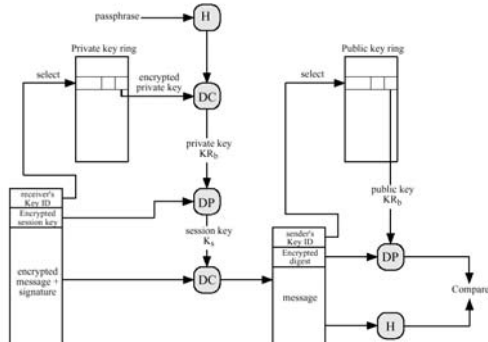 passphrase
H
Private key ring
Public key ring
select
encrypted
private key
DC
select
private key
KRb
receiver's
Key ID
Encrypted
session key
DP
public key
KRb
session key
Ks
sender's
Key ID
Encrypted
digest
DP
encrypted
message +
signature
DC
message
Compare
H